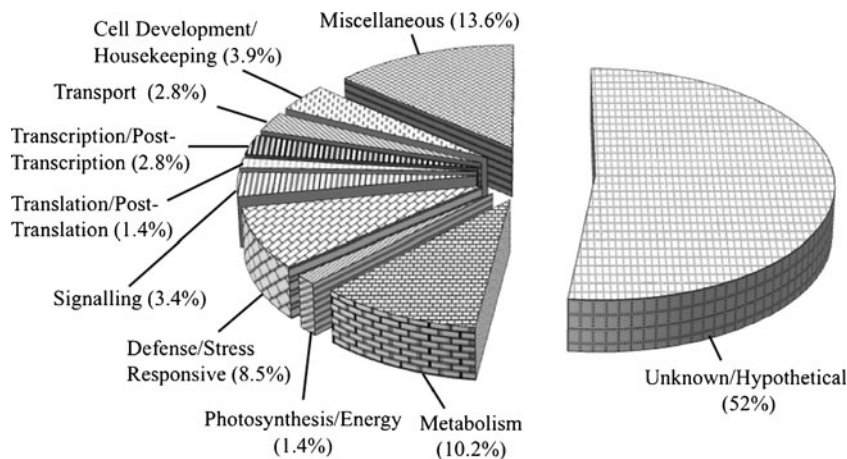 Miscellaneous (13.6%)
Cell Development/
Housekeeping (3.9%)
Transport (2.8%)
Transcription/Post-
Transcription (2.8%)
Translation/Post-
Translation (1.4%)
Signalling (3.4%)
Defense/Stress
Responsive (8.5%)
Photosynthesis/Energy
(1.4%)
Metabolism
(10.2%)
Unknown/Hypothetical
(52%)